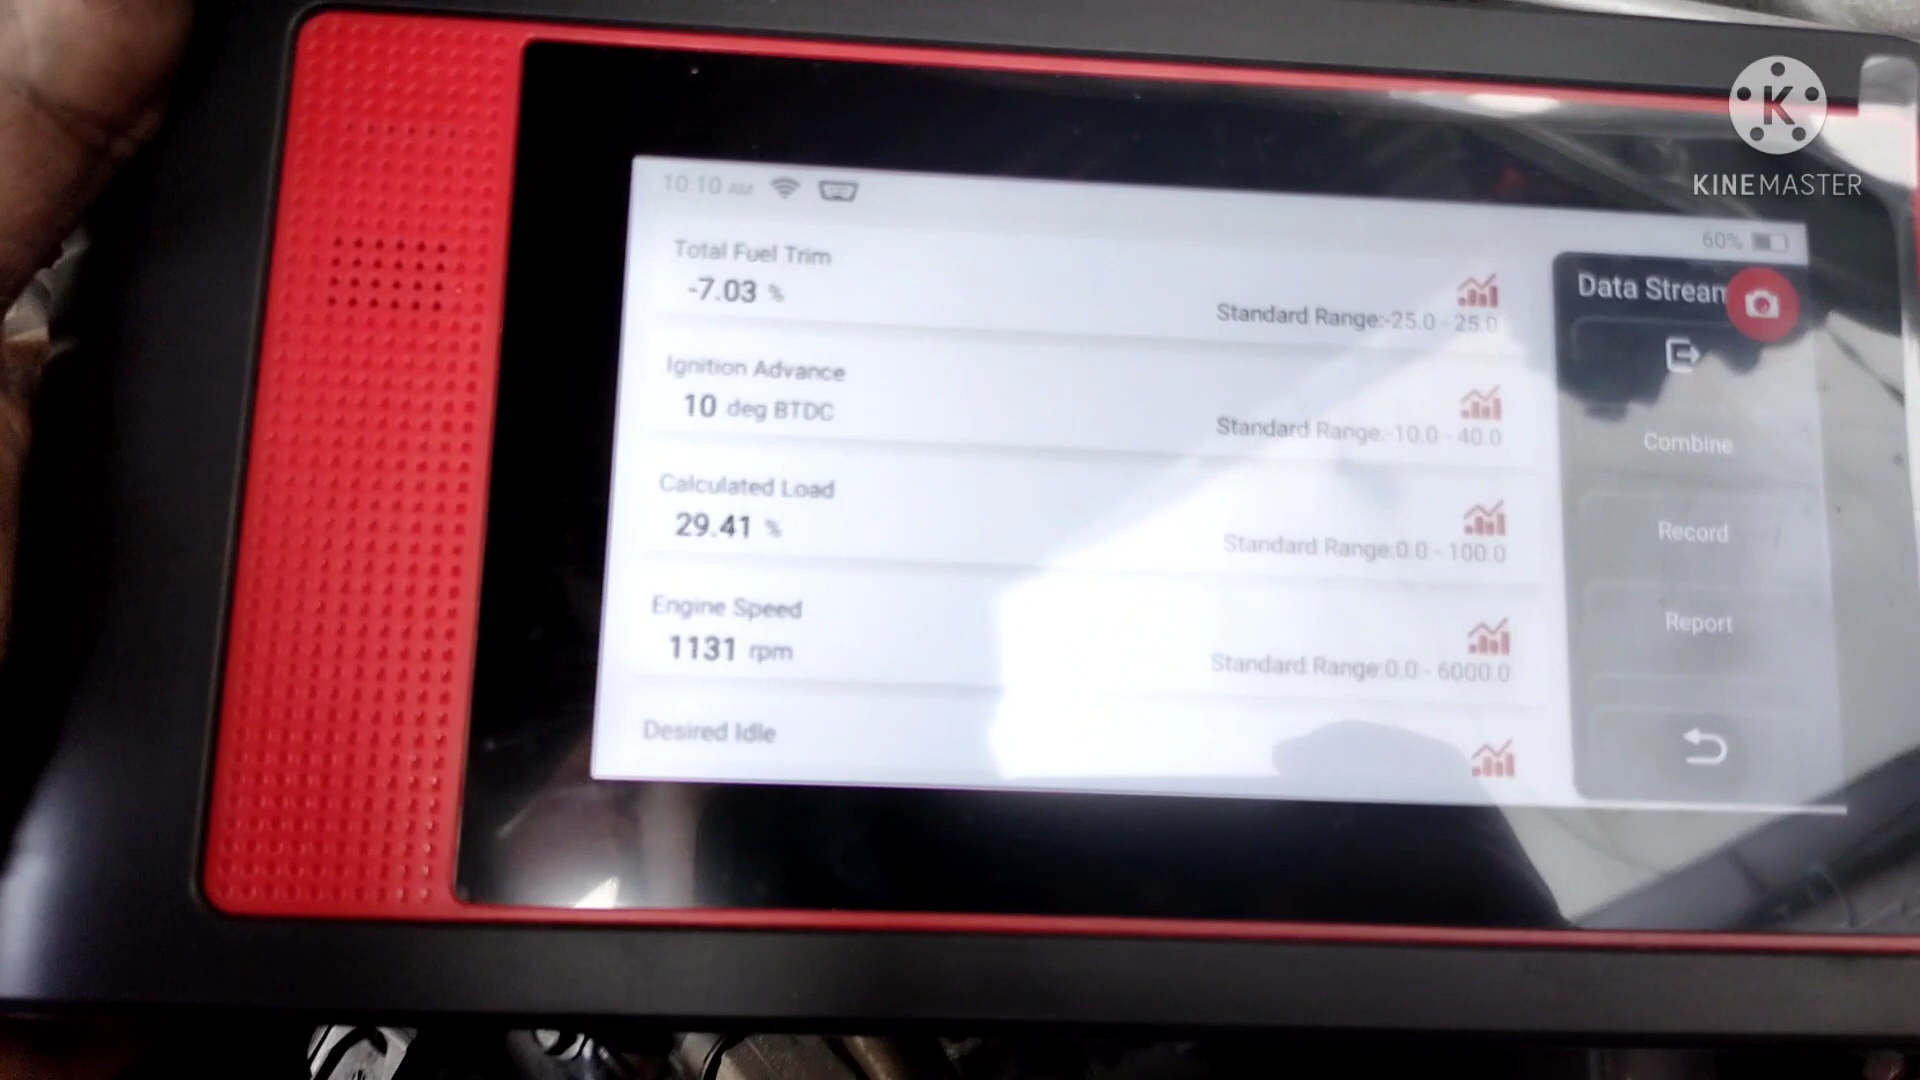 KINEMASTER
10:10 AM
60%
Total Fuel Trim
-7.03 %
Standard Range:-25.0 - 25.0
Ignition Advance
10 deg BTDC
Standard Range:-10.0 - 40.0
Calculated Load
29.41 %
Standard Range:0.0 - 100.0
Engine Speed
1131 rpm
Standard Range:0.0 - 6000.0
Desired Idle
Data Stream
Combine
Record
Report